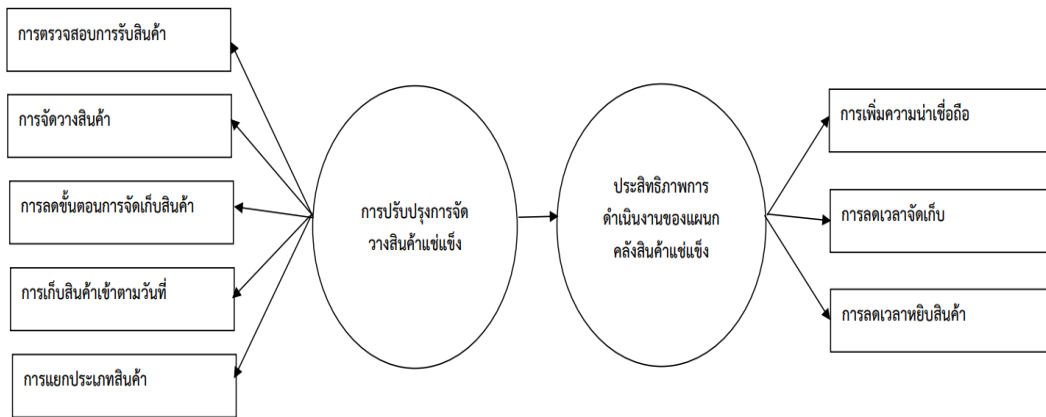 การตรวจสอบการรับสินค้า
การจัดวางสินค้า
การลดขั้นตอนการจัดเก็บสินค้า
การเก็บสินค้าเข้าตามวันที่
การแยกประเภทสินค้า
การปรับปรุงการจัด
วางสินค้าแช่แข็ง
ประสิทธิภาพการ
ดำเนินงานของแผนก
คลังสินค้าแช่แข็ง
การเพิ่มความน่าเชื่อถือ
การลดเวลาจัดเก็บ
การลดเวลาหยิบสินค้า